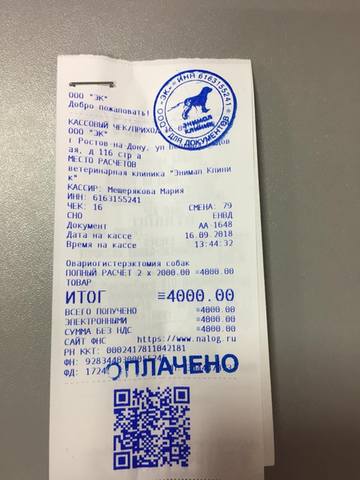 ООО "ЭК"
Добро пожаловать!
ООО "ЭК" ИНН 6163155241
ЭНИМАЛ
КЛИНИК
ДЛЯ ДОКУМЕНТОВ
КАССОВЫЙ ЧЕК/ПРИХОД
ООО "ЭК"
г Ростов-на Дону, ул
ая, д 116 стр а
МЕСТО РАСЧЕТОВ
ветеринарная клиника "Энимал Клини
к"
КАССИР: Мещерякова Мария
ИНН: 6163155241
ЧЕК: 16 СМЕНА: 79
СНО ЕНВД
Документ АА 1648
Дата на кассе 16.09.2018
Время на кассе 13:44:32
Овариогистерэктомия собак
ПОЛНЫЙ РАСЧЕТ 2 x 2000.00 =4000.00
ТОВАР
ИТОГ ≡4000.00
ВСЕГО ПОЛУЧЕНО =4000.00
ЭЛЕКТРОННЫМИ =4000.00
СУММА БЕЗ НДС =4000.00
САЙТ ФНС https://www.nalog.ru
РН ККТ: 0002417811042181
ФН:
ФД:
ОПЛАЧЕНО